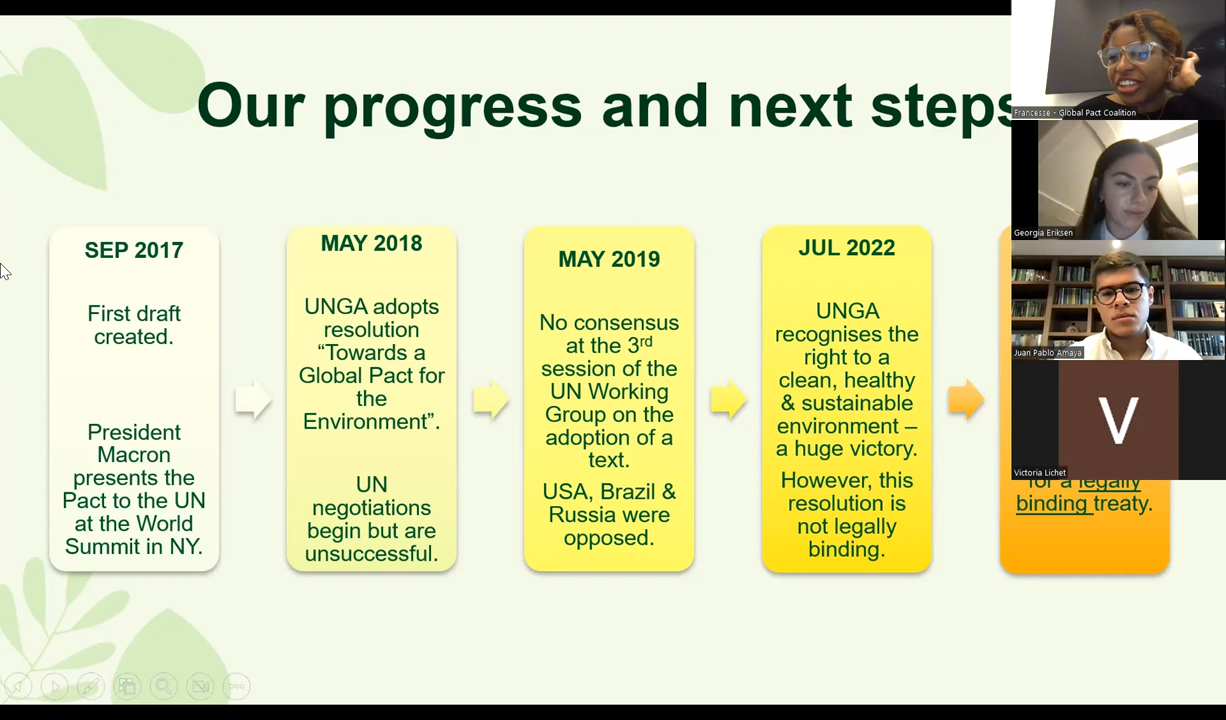 Our progress and next steps
SEP 2017
First draft
created.
President
Macron
presents the
Pact to the UN
at the World
Summit in NY.
MAY 2018
UNGA adopts
resolution
“Towards a
Global Pact for
the
Environment”.
UN
negotiations
begin but are
unsuccessful.
MAY 2019
No consensus
at the 3rd
session of the
UN Working
Group on the
adoption of a
text.
USA, Brazil &
Russia were
opposed.
JUL 2022
UNGA
recognises the
right to a
clean, healthy
& sustainable
environment –
a huge victory.
However, this
resolution is
not legally
binding.
for a legally
binding treaty.
Francesse - Global Pact Coalition
Georgia Eriksen
Juan Pablo Amaya
V
Victoria Lichet